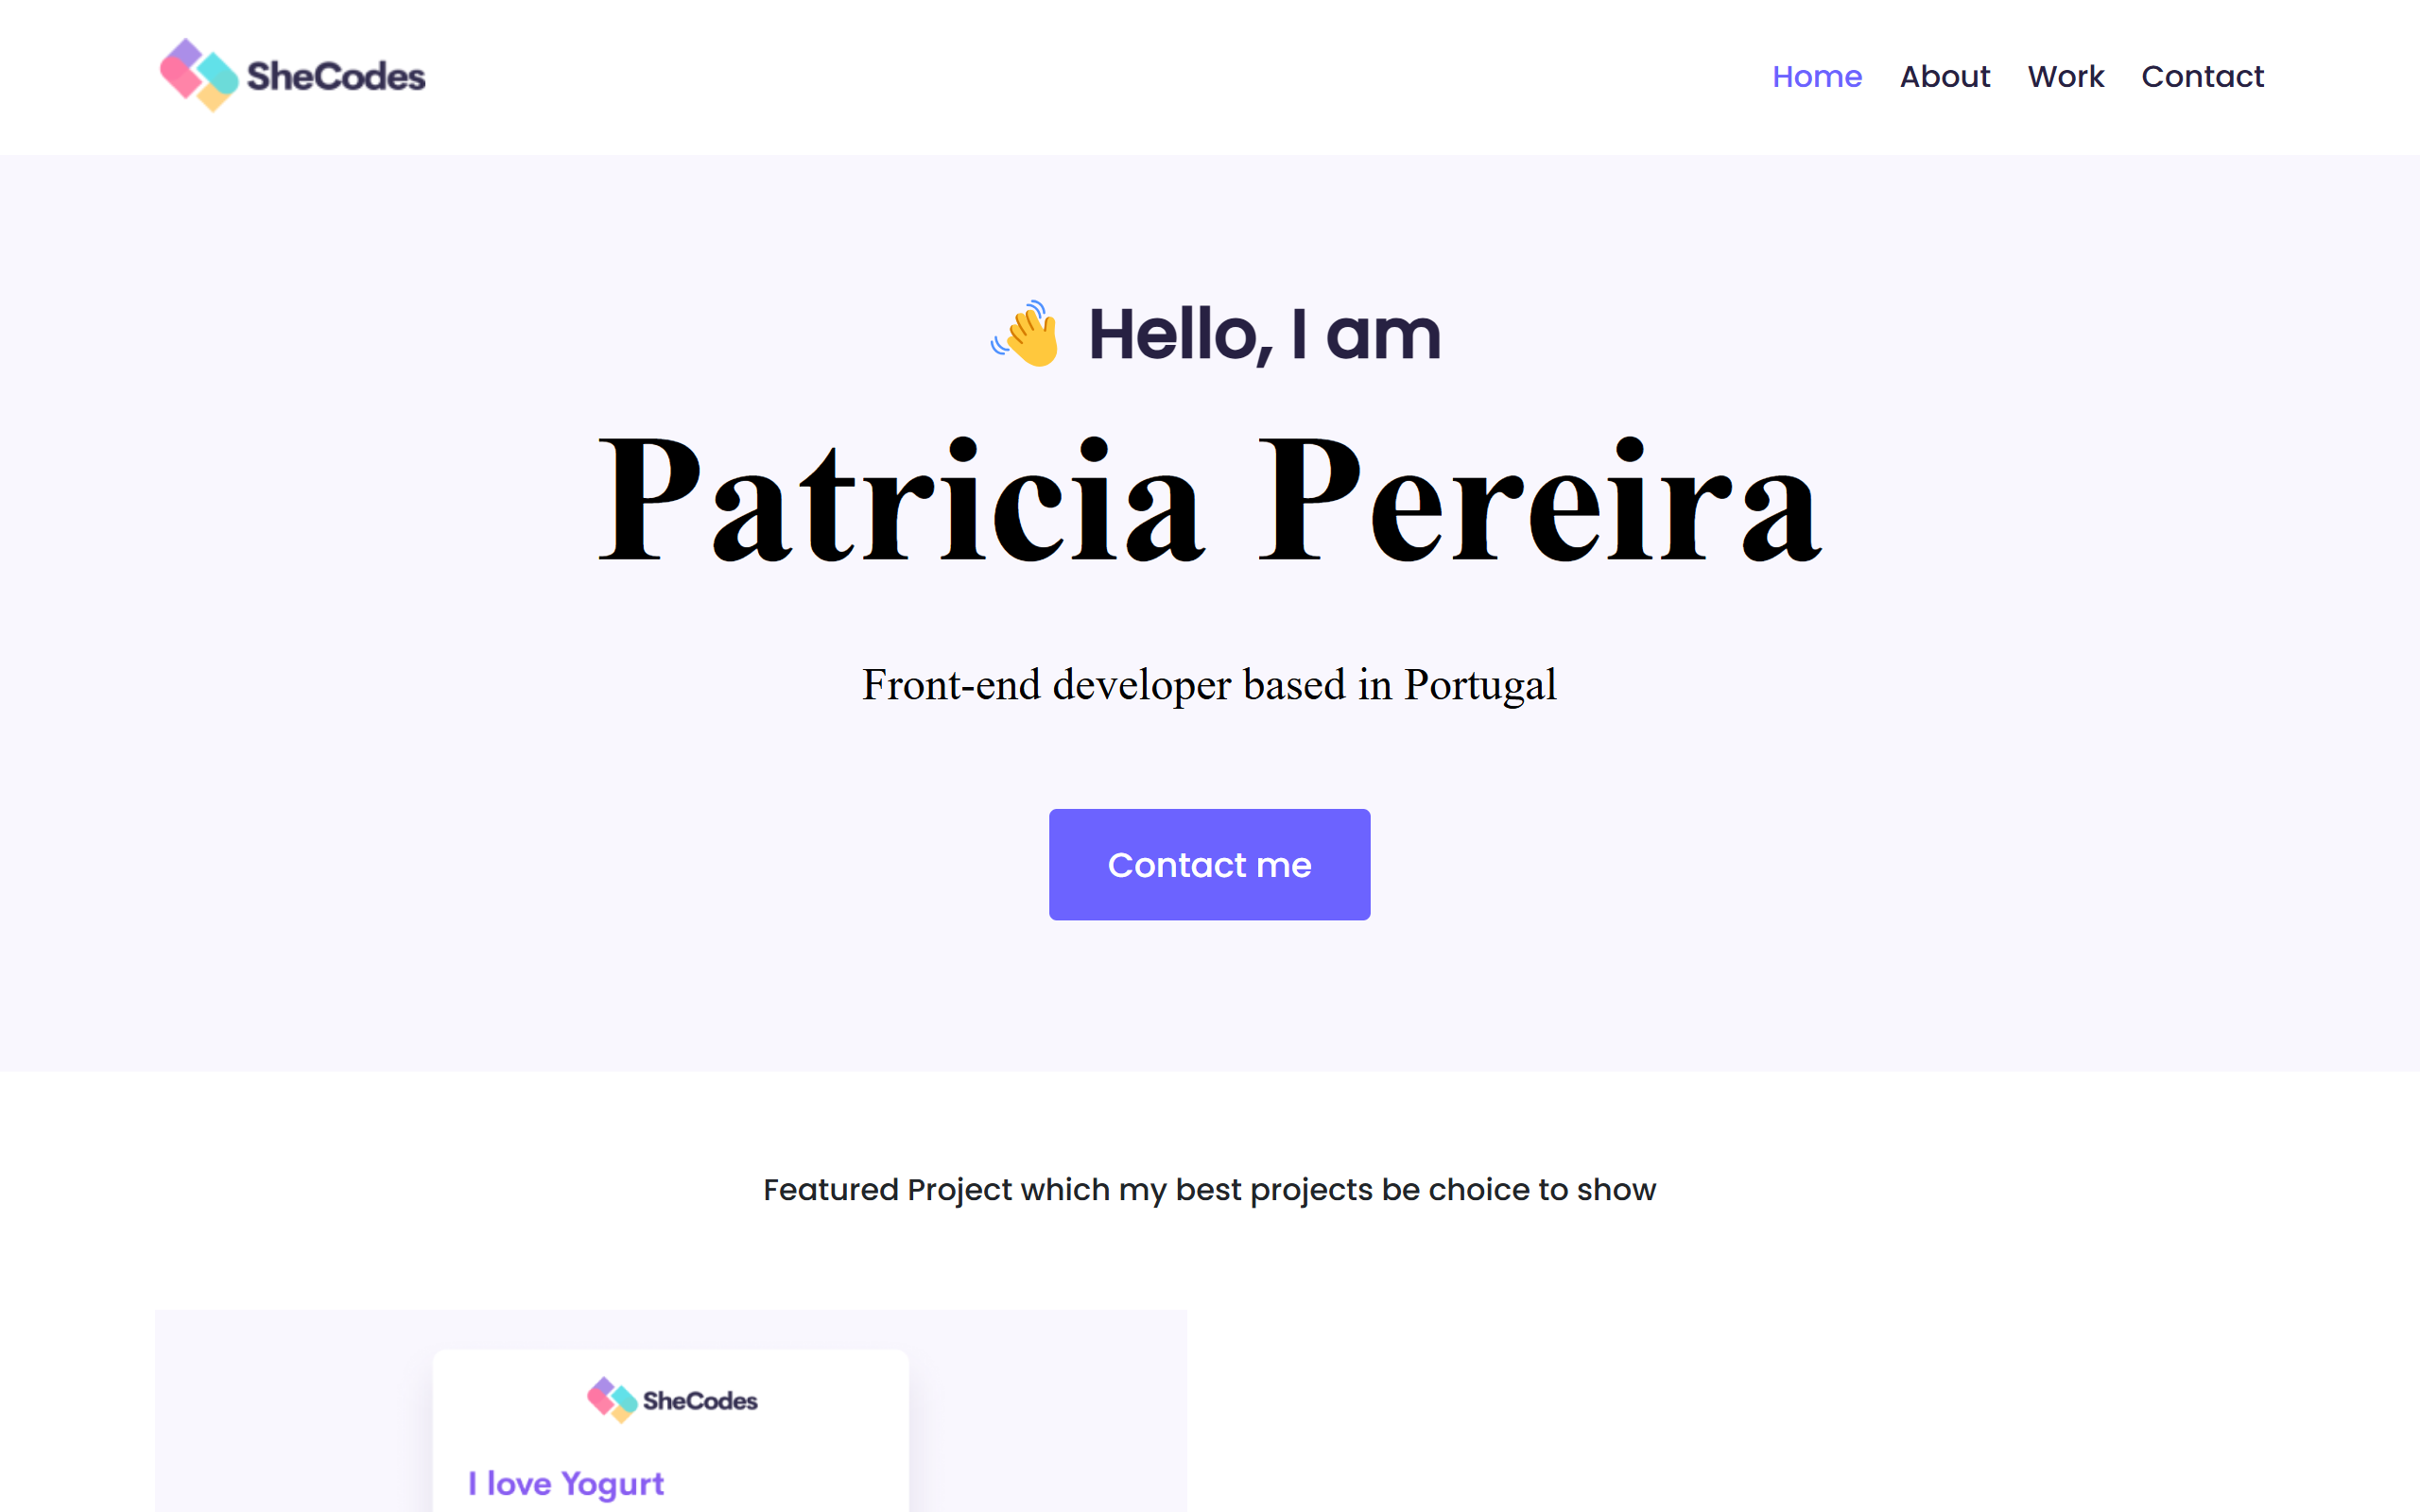 SheCodes
Home About Work Contact
👋 Hello, I am
Patricia Pereira
Front-end developer based in Portugal
Contact me
Featured Project which my best projects be choice to show
SheCodes
I love Yogurt